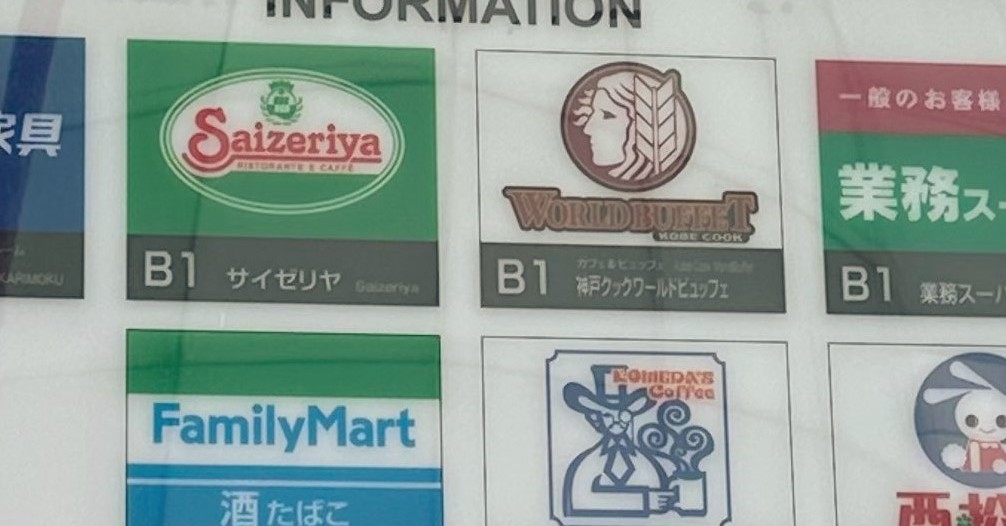 INFORMATION
家具
KARIMOKU
Saizeriya
RISTORANTE E CAFFÈ
B1 サイゼリヤ Saizeriya
WORLD BUFFET
KOBE COOK
カフェ&ビュッフェ
B1 神戸クックワールドビュッフェ
一般のお客様
業務スー
B1 業務スーパ
FamilyMart
酒 たばこ
KOMEDA'S
Coffee
西松